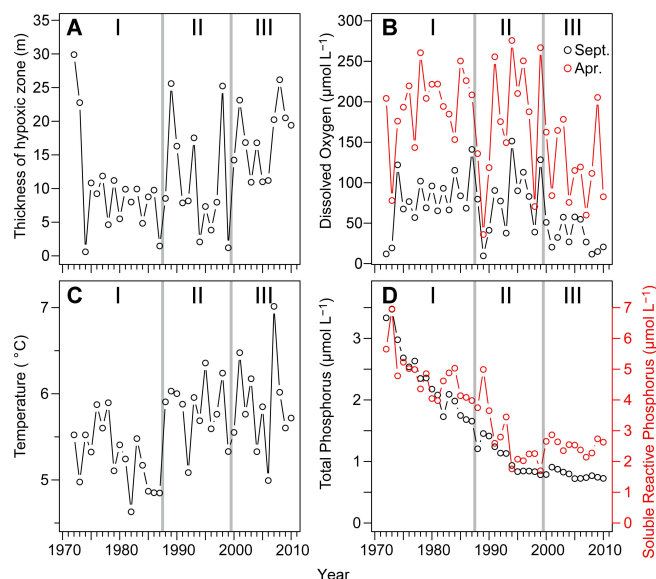 A I II III
Thickness of hypoxic zone (m)
35
30
25
20
15
10
5
0
B I II III
Sept.
Apr.
Dissolved Oxygen (µmol L−1)
300
250
200
150
100
50
0
C I II III
Temperature ( °C)
7
6
5
1970 1980 1990 2000 2010
D I II III
Total Phosphorus (µmol L−1)
3
2
1
0
Soluble Reactive Phosphorus (µmol L−1)
7
6
5
4
3
2
1
0
1970 1980 1990 2000 2010
Year